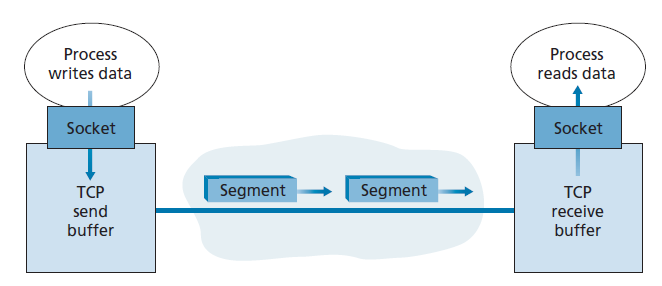 Process
writes data
Process
reads data
Socket
Socket
Segment
Segment
TCP
send
buffer
TCP
receive
buffer